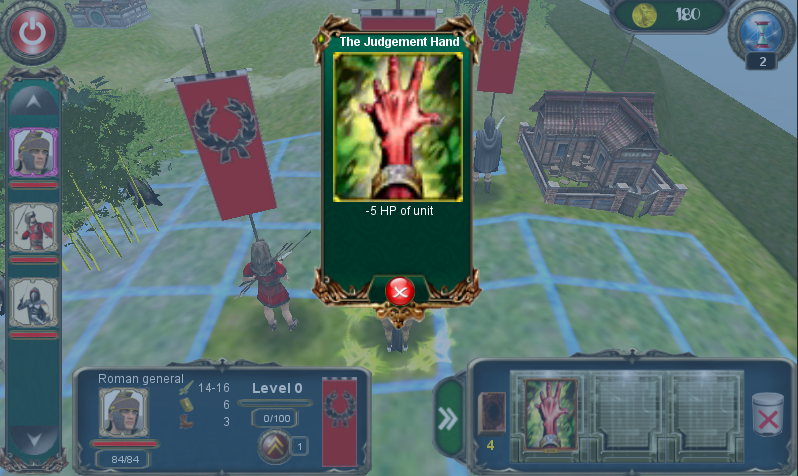 The Judgement Hand
-5 HP of unit
180
2
Roman general
14-16
6
3
84/84
Level 0
0/100
1
4